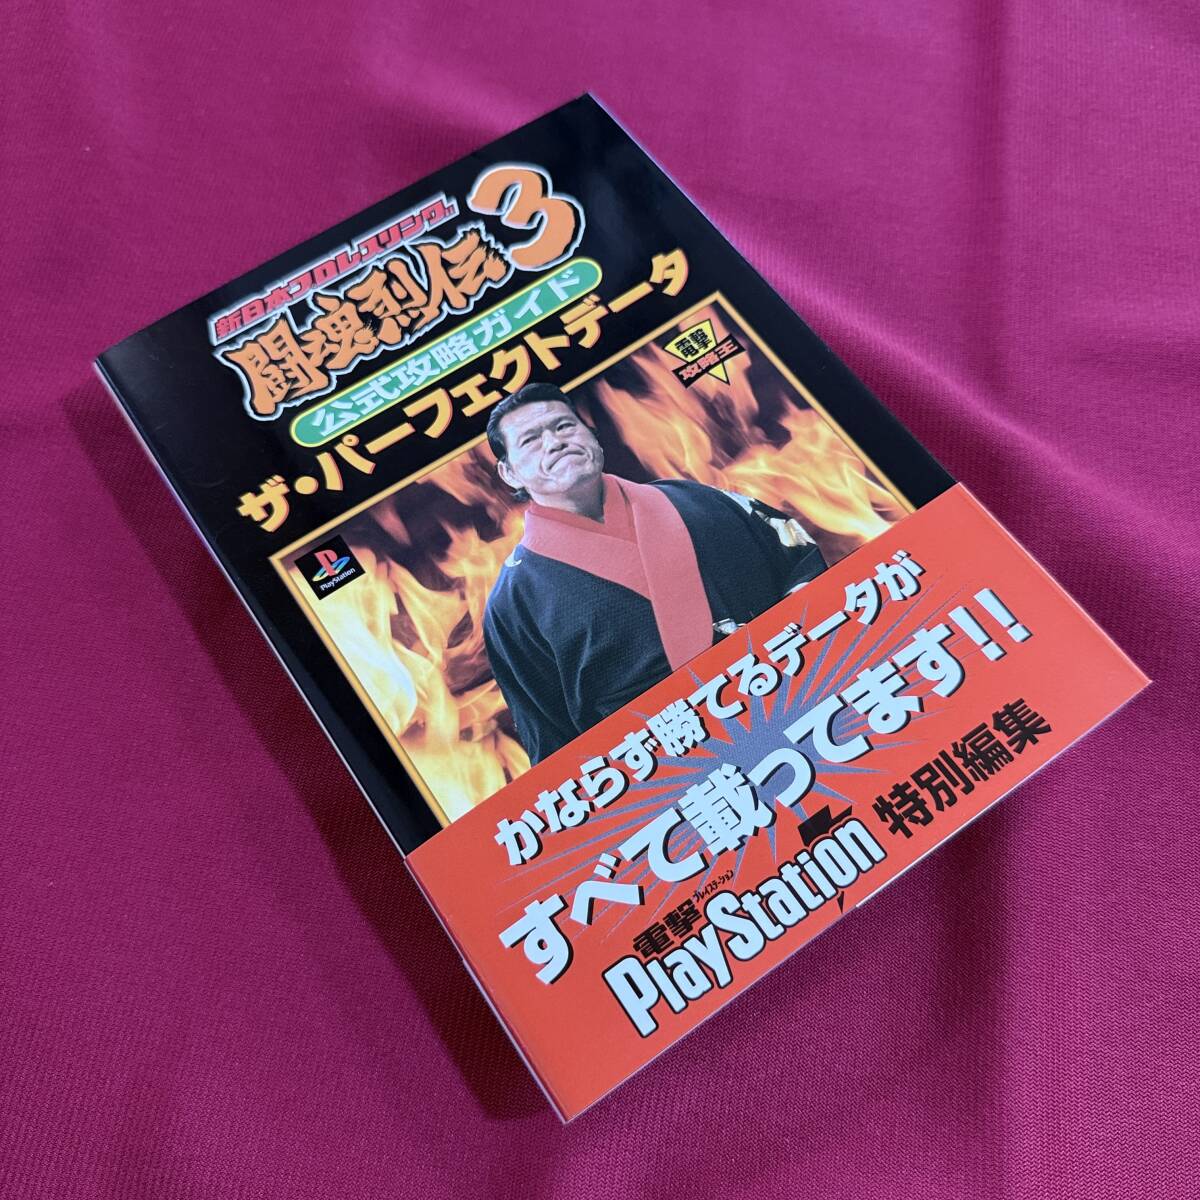 新日本プロレスリング
闘魂烈伝3
公式攻略ガイド
ザ・パーフェクトデータ
電撃
攻略王
PlayStation
かならず勝てるデータが
すべて載ってます!!
電撃プレイステーション
PlayStation 特別編集